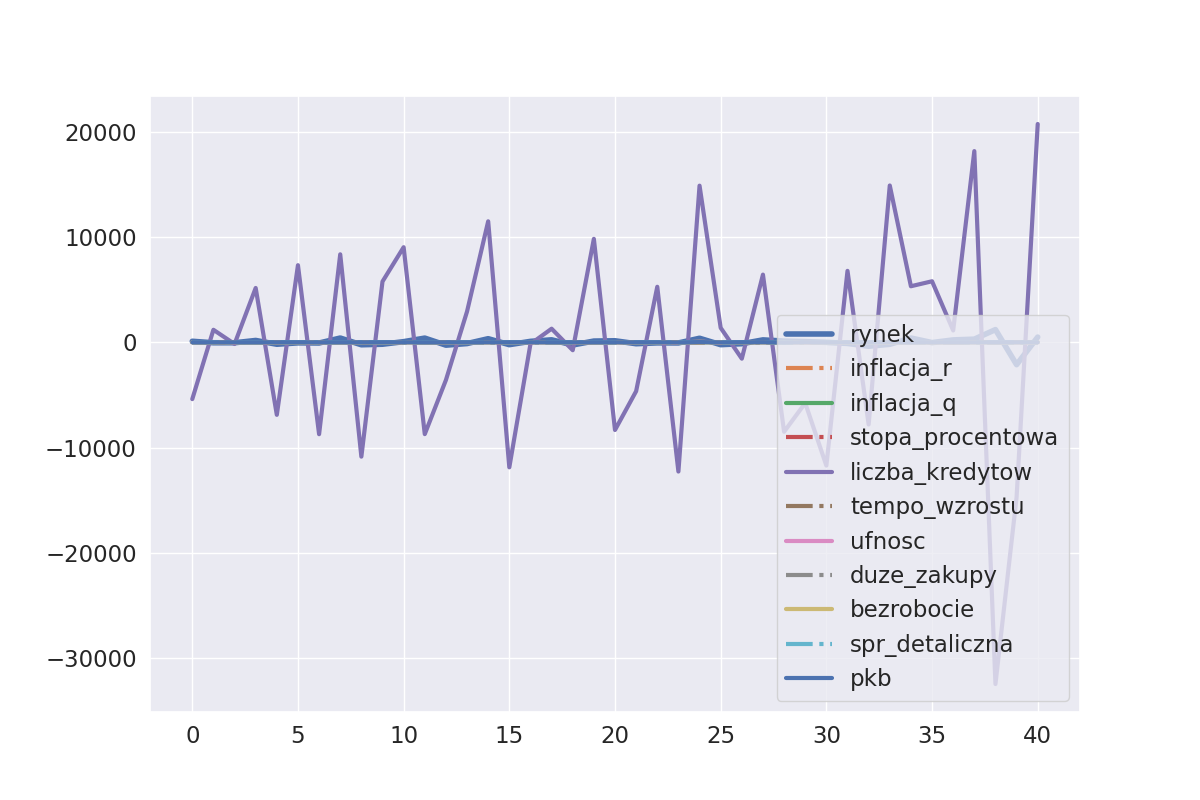 20000
10000
0
−10000
−20000
−30000
0 5 10 15 20 25 30 35 40
rynek
inflacja_r
inflacja_q
stopa_procentowa
liczba_kredytow
tempo_wzrostu
ufnosc
duze_zakupy
bezrobocie
spr_detaliczna
pkb